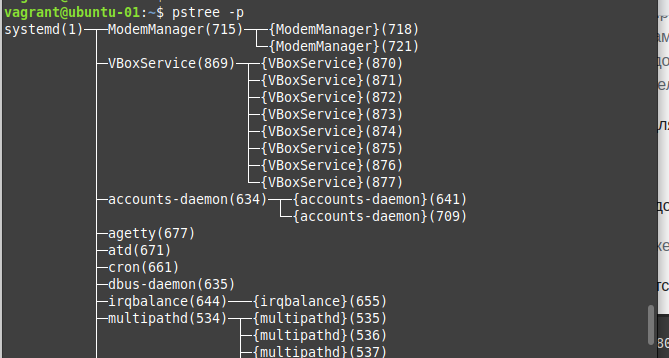 vagrant@ubuntu-01:~$ pstree -p
systemd(1)─┬─ModemManager(715)─┬─{ModemManager}(718)
           │                   └─{ModemManager}(721)
           ├─VBoxService(869)─┬─{VBoxService}(870)
           │                  ├─{VBoxService}(871)
           │                  ├─{VBoxService}(872)
           │                  ├─{VBoxService}(873)
           │                  ├─{VBoxService}(874)
           │                  ├─{VBoxService}(875)
           │                  ├─{VBoxService}(876)
           │                  └─{VBoxService}(877)
           ├─accounts-daemon(634)─┬─{accounts-daemon}(641)
           │                      └─{accounts-daemon}(709)
           ├─agetty(677)
           ├─atd(671)
           ├─cron(661)
           ├─dbus-daemon(635)
           ├─irqbalance(644)───{irqbalance}(655)
           ├─multipathd(534)─┬─{multipathd}(535)
           │                 ├─{multipathd}(536)
           │                 ├─{multipathd}(537)